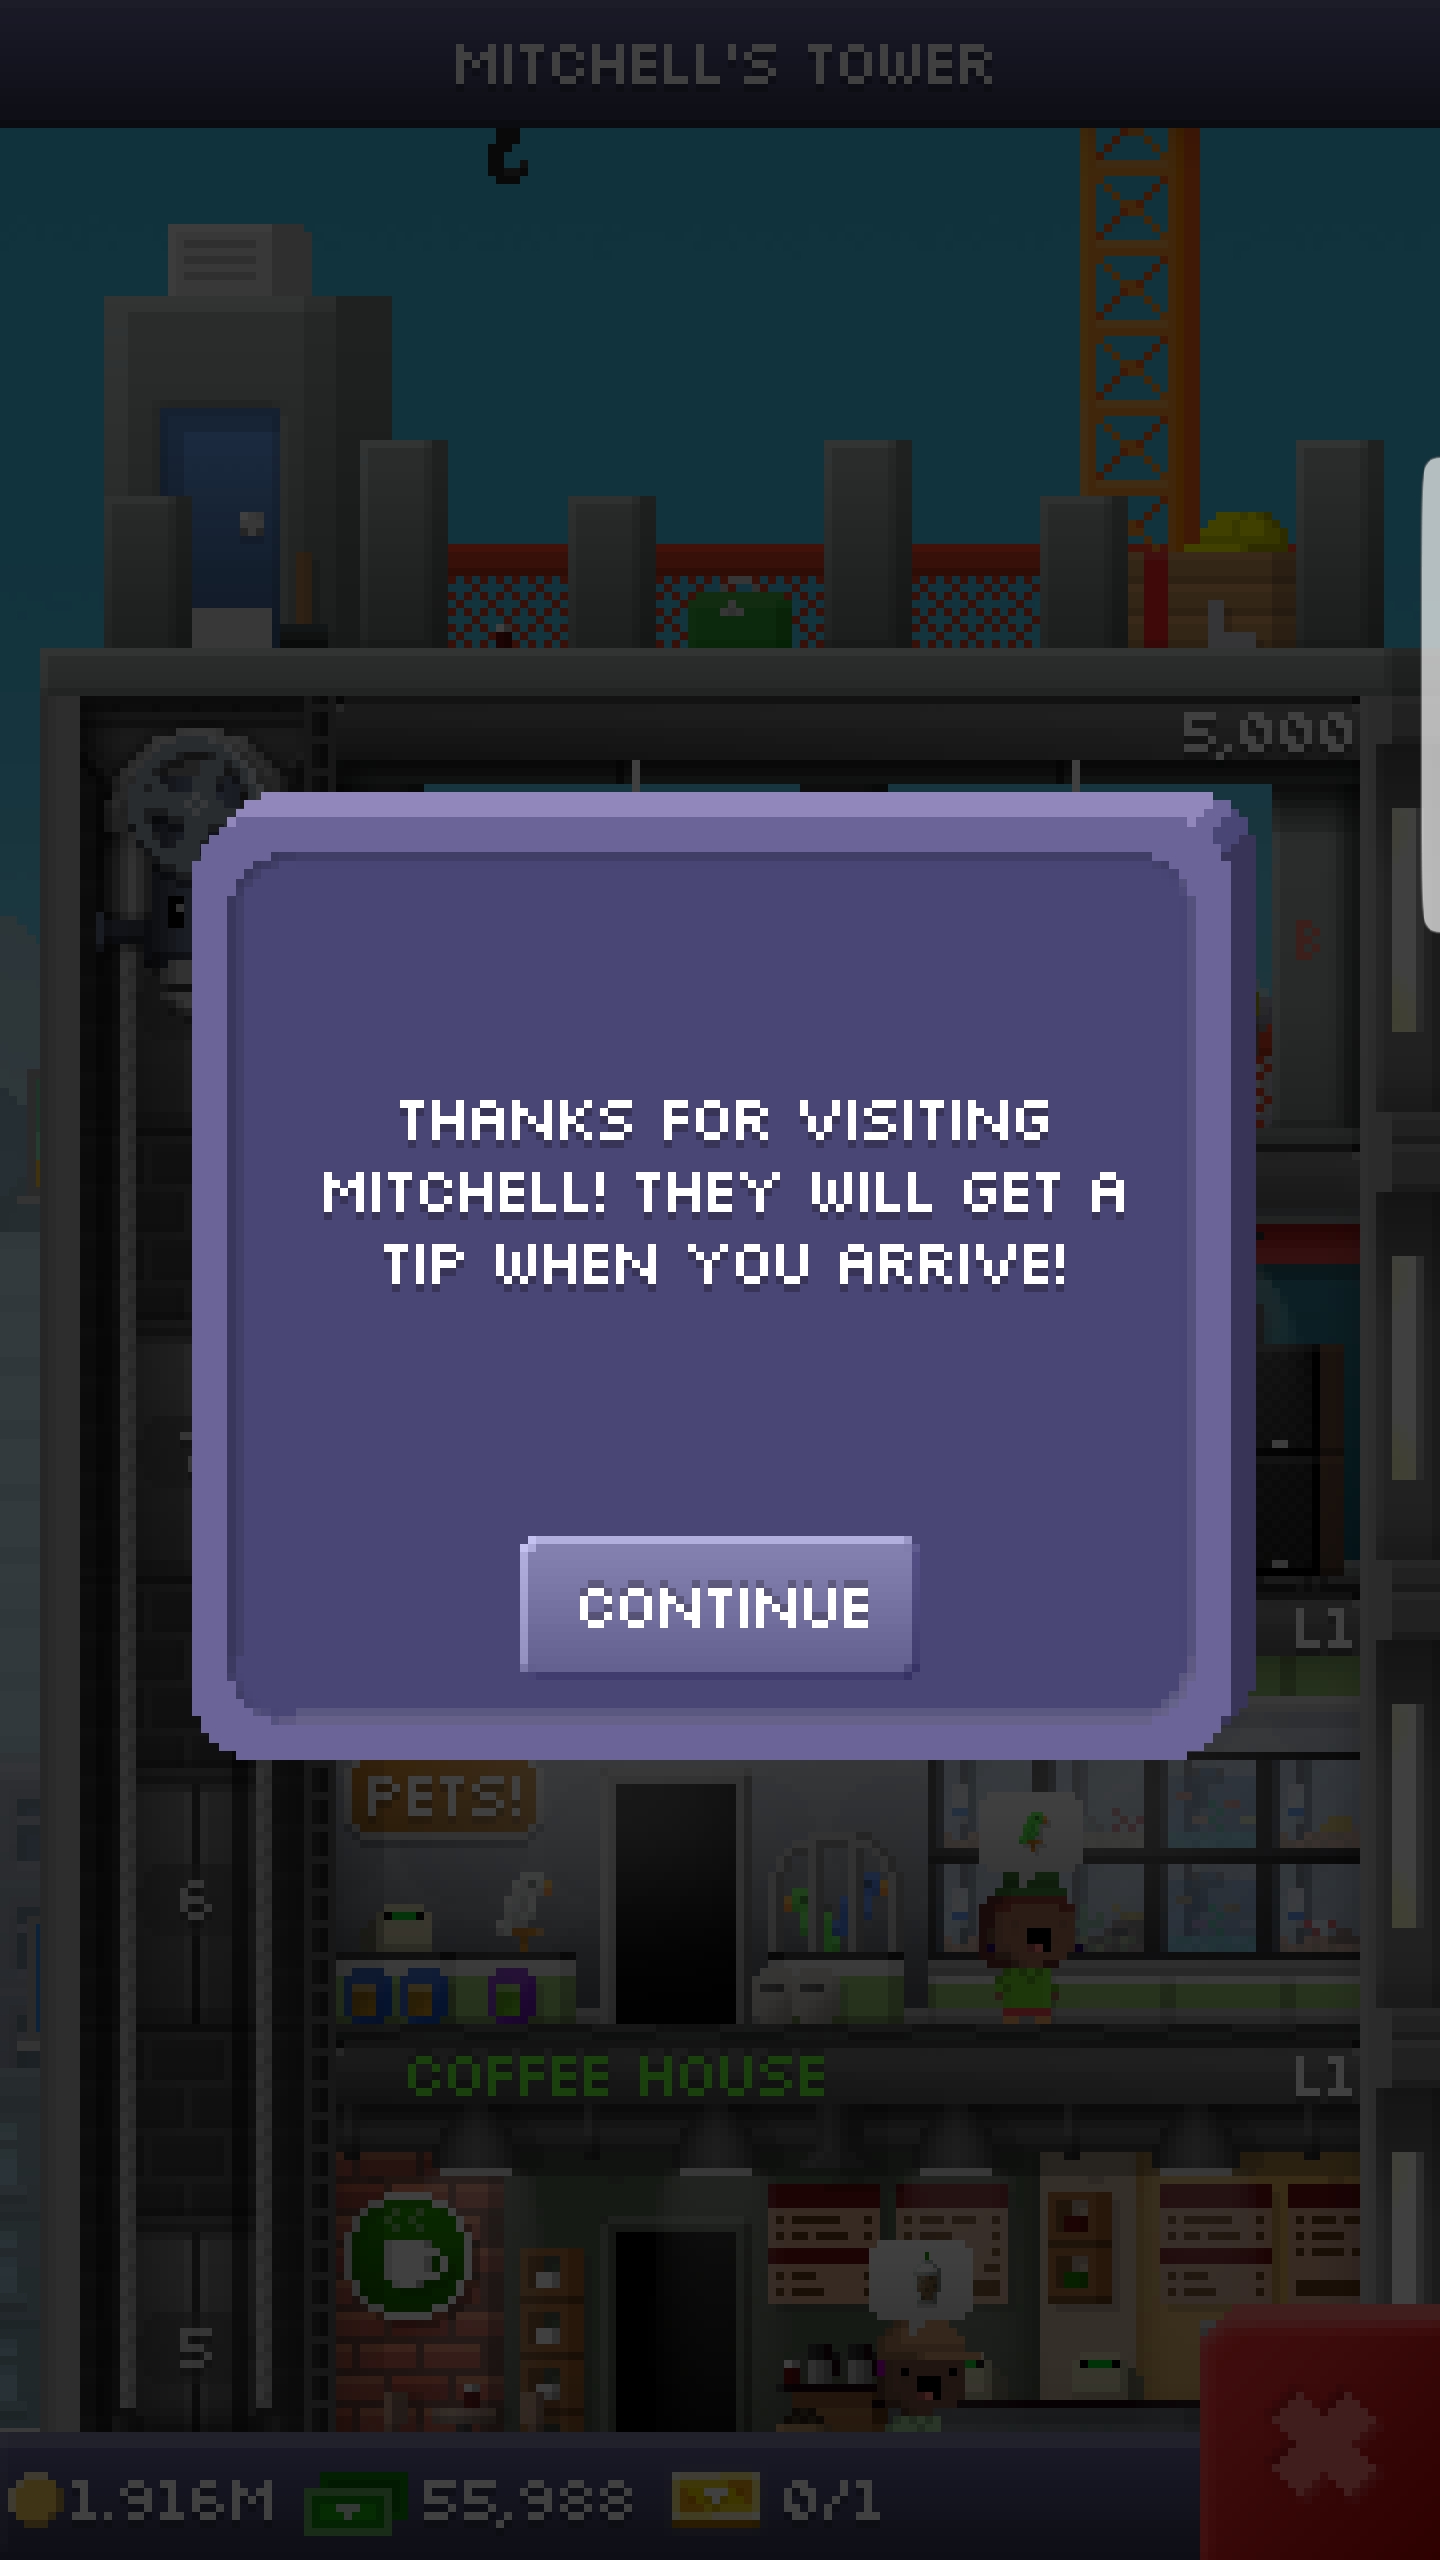 MITCHELL'S TOWER
5,000
B
THANKS FOR VISITING
MITCHELL! THEY WILL GET A
TIP WHEN YOU ARRIVE!
CONTINUE
L1
PETS!
6
COFFEE HOUSE
L1
5
1.916M 55,988 0/1